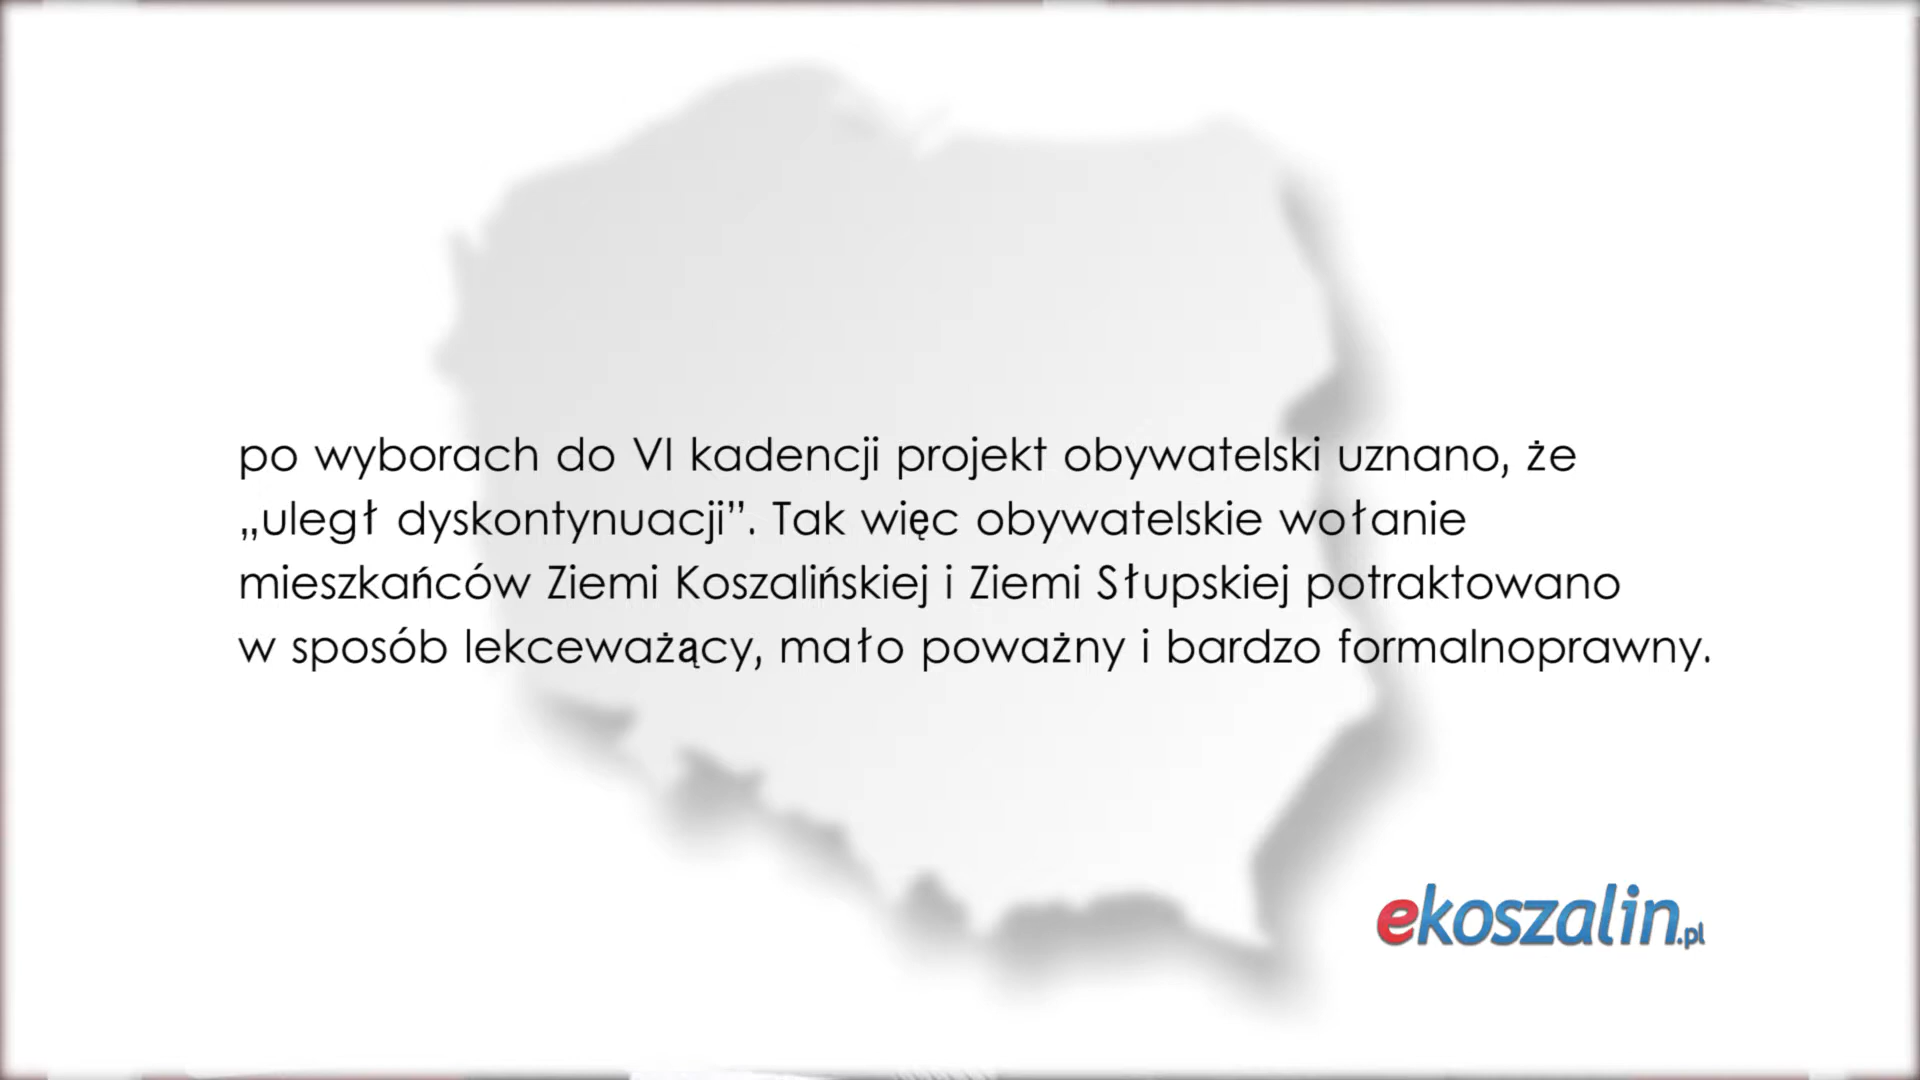 po wyborach do VI kadencji projekt obywatelski uznano, że
„uległ dyskontynuacji”. Tak więc obywatelskie wołanie
mieszkańców Ziemi Koszalińskiej i Ziemi Słupskiej potraktowano
w sposób lekceważący, mało poważny i bardzo formalnoprawny.
ekoszalin.pl